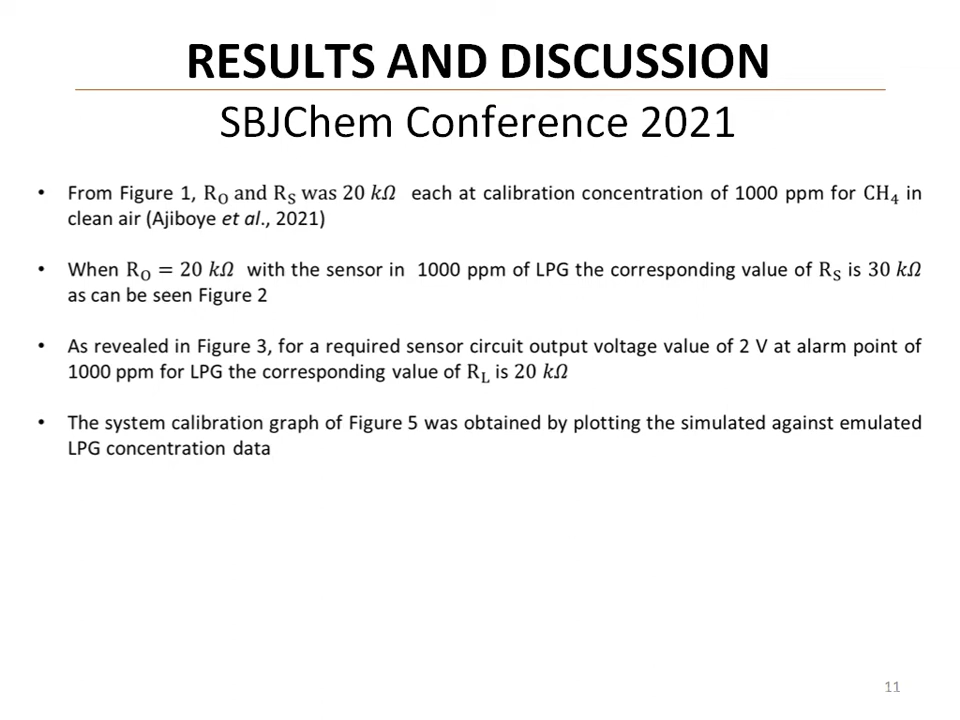 RESULTS AND DISCUSSION
SBJChem Conference 2021
• From Figure 1, R_O and R_S was 20 kΩ each at calibration concentration of 1000 ppm for CH₄ in
clean air (Ajiboye et al., 2021)
• When R_O = 20 kΩ with the sensor in 1000 ppm of LPG the corresponding value of R_S is 30 kΩ
as can be seen Figure 2
• As revealed in Figure 3, for a required sensor circuit output voltage value of 2 V at alarm point of
1000 ppm for LPG the corresponding value of R_L is 20 kΩ
• The system calibration graph of Figure 5 was obtained by plotting the simulated against emulated
LPG concentration data
11